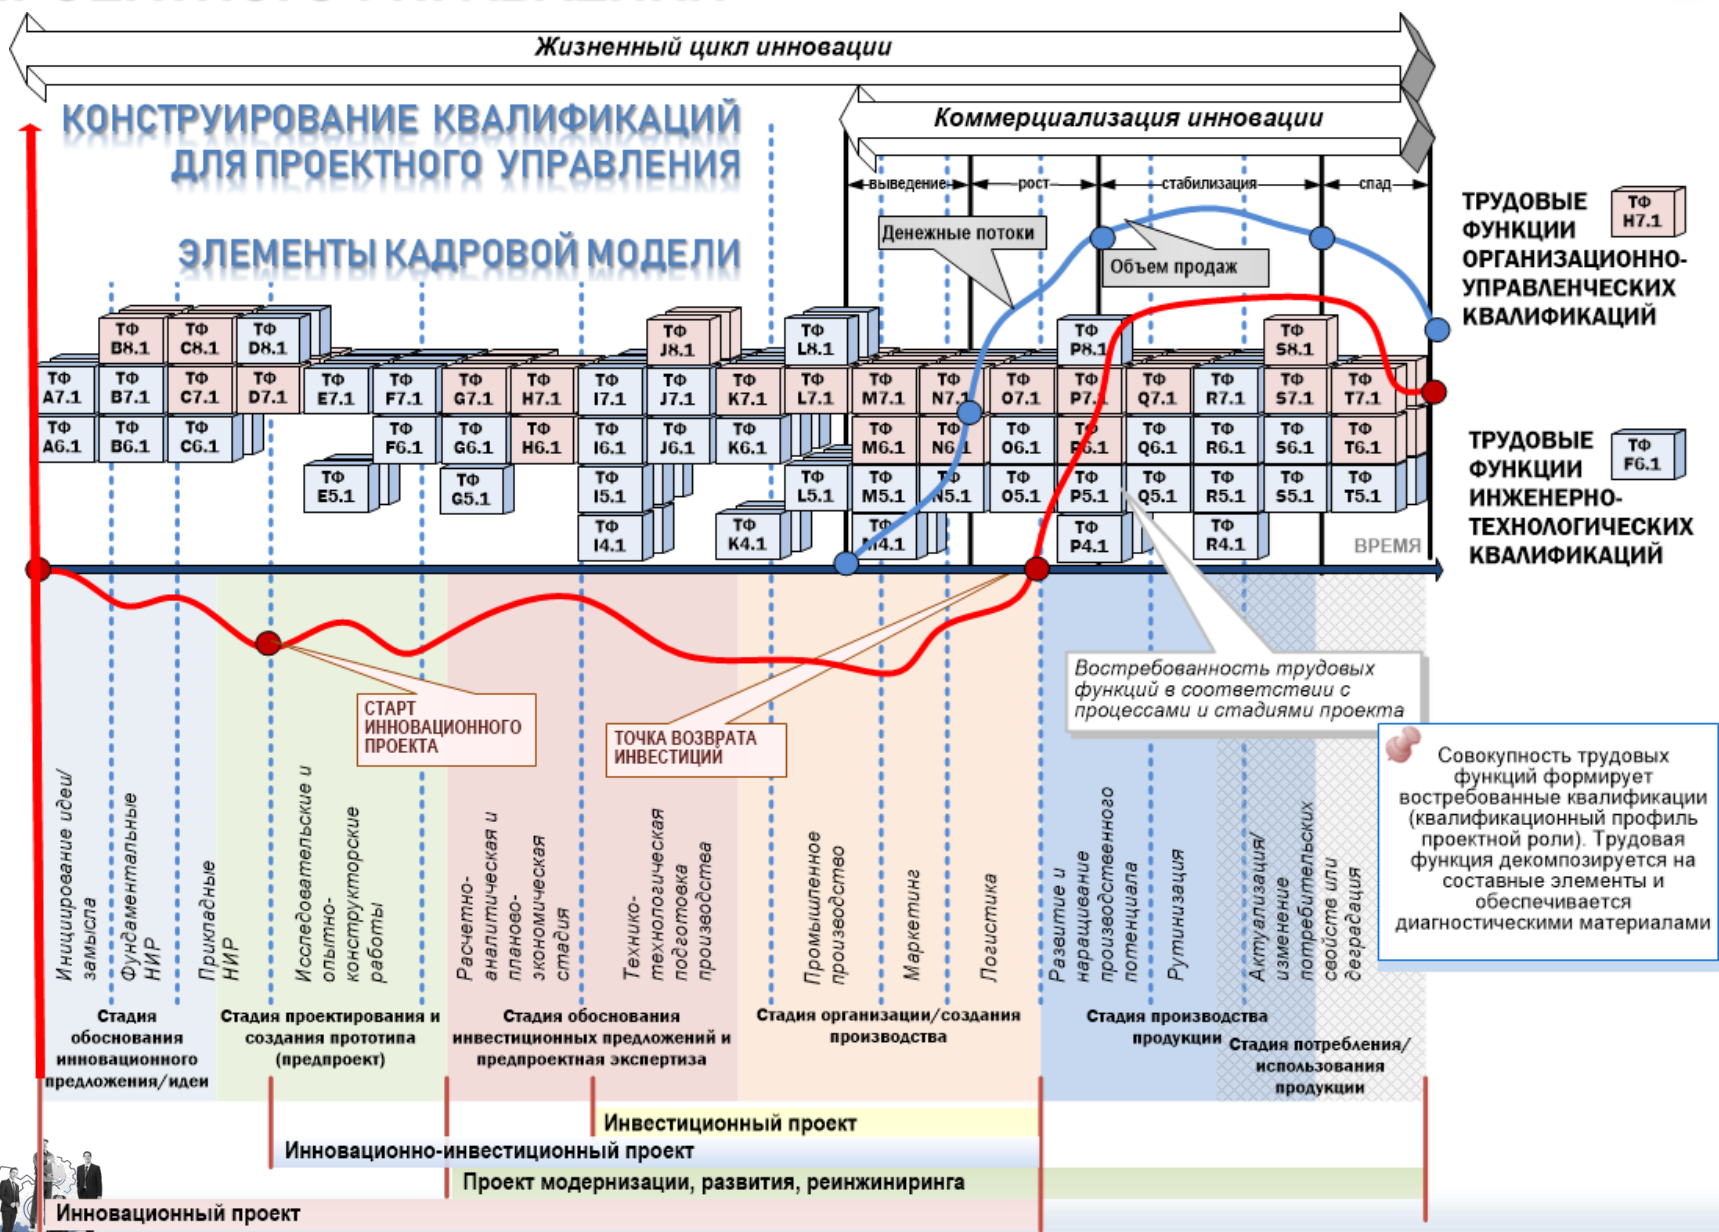 Жизненный цикл инновации
КОНСТРУИРОВАНИЕ КВАЛИФИКАЦИЙ
ДЛЯ ПРОЕКТНОГО УПРАВЛЕНИЯ
Коммерциализация инновации
выведение
рост
стабилизация
спад
ЭЛЕМЕНТЫ КАДРОВОЙ МОДЕЛИ
Денежные потоки
Объем продаж
ТРУДОВЫЕ
ФУНКЦИИ
ОРГАНИЗАЦИОННО-
УПРАВЛЕНЧЕСКИХ
КВАЛИФИКАЦИЙ
ТФ
H7.1
ТРУДОВЫЕ
ФУНКЦИИ
ИНЖЕНЕРНО-
ТЕХНОЛОГИЧЕСКИХ
КВАЛИФИКАЦИЙ
ТФ
F6.1
ТФ ТФ ТФ ТФ ТФ ТФ ТФ
B8.1 C8.1 D8.1 J8.1 L8.1 P8.1 S8.1
ТФ ТФ ТФ ТФ ТФ ТФ ТФ ТФ ТФ ТФ ТФ ТФ ТФ ТФ ТФ ТФ ТФ ТФ ТФ ТФ
A7.1 B7.1 C7.1 D7.1 E7.1 F7.1 G7.1 H7.1 I7.1 J7.1 K7.1 L7.1 M7.1 N7.1 O7.1 P7.1 Q7.1 R7.1 S7.1 T7.1
ТФ ТФ ТФ ТФ ТФ ТФ ТФ ТФ ТФ ТФ ТФ ТФ ТФ ТФ ТФ ТФ ТФ
A6.1 B6.1 C6.1 F6.1 G6.1 H6.1 I6.1 J6.1 K6.1 M6.1 N6.1 O6.1 P6.1 Q6.1 R6.1 S6.1 T6.1
ТФ ТФ ТФ ТФ ТФ ТФ ТФ ТФ ТФ ТФ ТФ ТФ
E5.1 G5.1 I5.1 L5.1 M5.1 N5.1 O5.1 P5.1 Q5.1 R5.1 S5.1 T5.1
ТФ ТФ ТФ ТФ ТФ
I4.1 K4.1 M4.1 P4.1 R4.1
ВРЕМЯ
СТАРТ
ИННОВАЦИОННОГО
ПРОЕКТА
ТОЧКА ВОЗВРАТА
ИНВЕСТИЦИЙ
Востребованность трудовых
функций в соответствии с
процессами и стадиями проекта
Совокупность трудовых
функций формирует
востребованные квалификации
(квалификационный профиль
проектной роли). Трудовая
функция декомпозируется на
составные элементы и
обеспечивается
диагностическими материалами
Инициирование идеи/
замысла
Фундаментальные
НИР
Прикладные
НИР
Исследовательские и
опытно-
конструкторские
работы
Расчетно-
аналитическая и
планово-
экономическая
стадия
Технико-
технологическая
подготовка
производства
Промышленное
производство
Маркетинг
Логистика
Развитие и
наращивание
производственного
потенциала
Рутинизация
Актуализация/
изменение
потребительских
свойств или
деградация
Стадия
обоснования
инновационного
предложения/идеи
Стадия проектирования и
создания прототипа
(предпроект)
Стадия обоснования
инвестиционных предложений и
предпроектная экспертиза
Стадия организации/создания
производства
Стадия производства
продукции
Стадия потребления/
использования
продукции
Инвестиционный проект
Инновационно-инвестиционный проект
Проект модернизации, развития, реинжиниринга
Инновационный проект